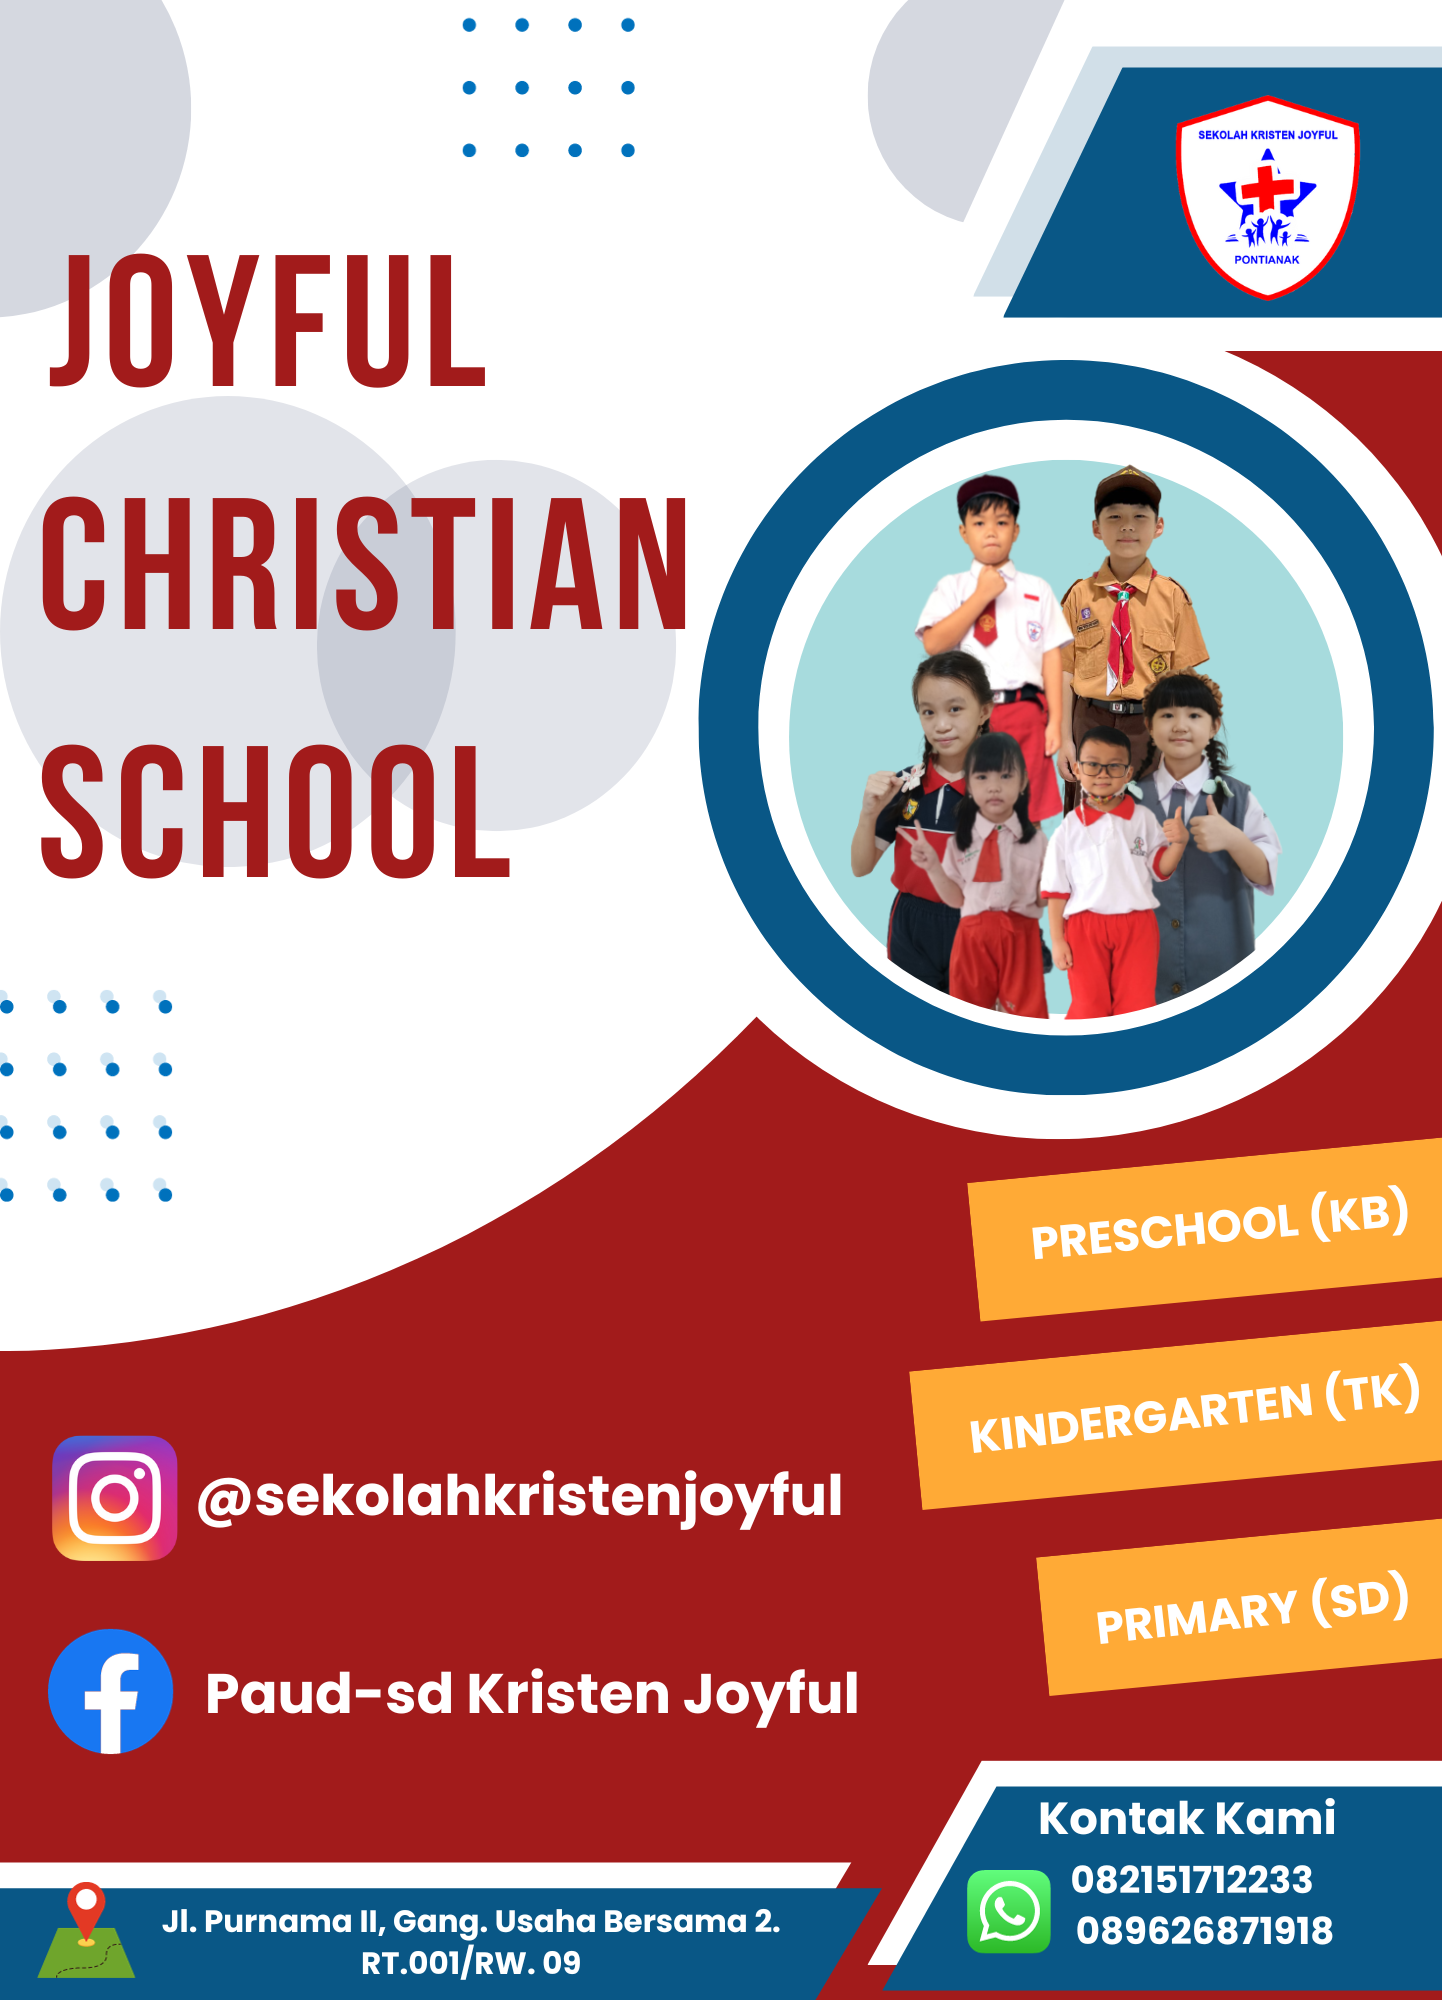 SEKOLAH KRISTEN JOYFUL
PONTIANAK
JOYFUL
CHRISTIAN
SCHOOL
PRESCHOOL (KB)
KINDERGARTEN (TK)
PRIMARY (SD)
@sekolahkristenjoyful
Paud-sd Kristen Joyful
Kontak Kami
082151712233
089626871918
Jl. Purnama II, Gang. Usaha Bersama 2.
RT.001/RW. 09